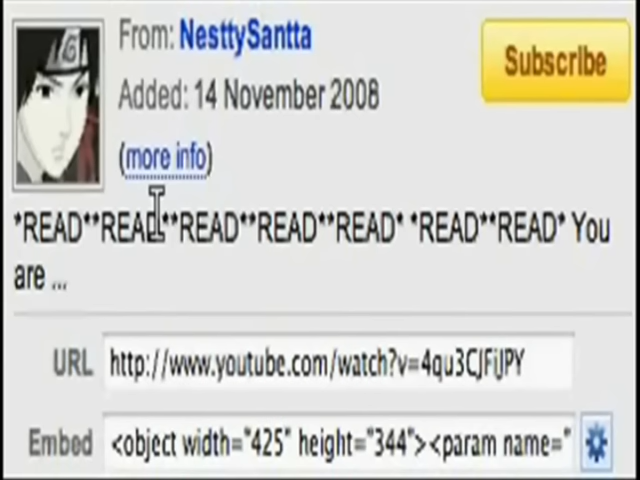 From: NesttySantta
Subscribe
Added: 14 November 2008
(more info)
*READ**READ**READ**READ**READ* *READ**READ* You
are ...
URL http://www.youtube.com/watch?v=4qu3CJFiJPY
Embed <object width="425" height="344"><param name="